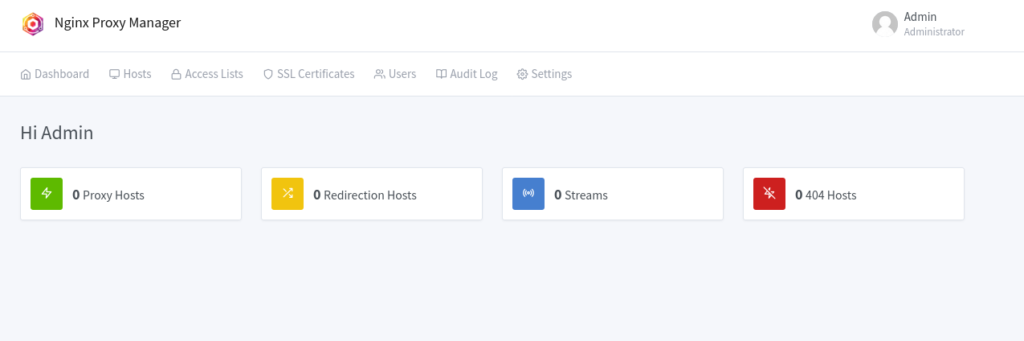 Nginx Proxy Manager
Admin
Administrator
Dashboard Hosts Access Lists SSL Certificates Users Audit Log Settings
Hi Admin
0 Proxy Hosts
0 Redirection Hosts
0 Streams
0 404 Hosts